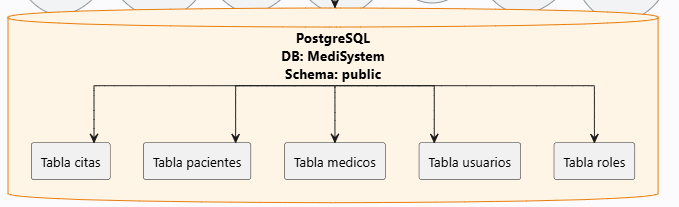 PostgreSQL
DB: MediSystem
Schema: public
Tabla citas
Tabla pacientes
Tabla medicos
Tabla usuarios
Tabla roles